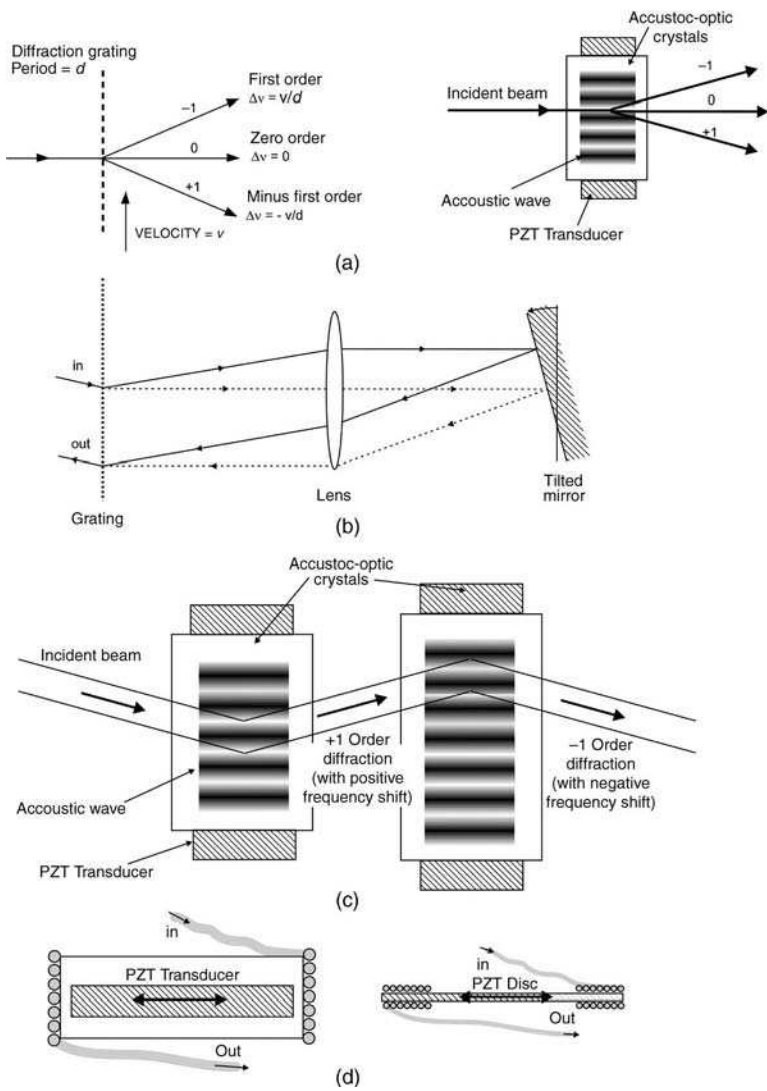 Diffraction grating
Period = d
–1
First order
Δν = v/d
0
Zero order
Δν = 0
+1
Minus first order
Δν = - v/d
VELOCITY = v
Accustoc-optic
crystals
Incident beam
–1
0
+1
Accoustic wave
PZT Transducer
(a)
in
out
Grating
Lens
Tilted
mirror
(b)
Accustoc-optic
crystals
Incident beam
+1 Order
diffraction
(with positive
frequency shift)
–1 Order
diffraction
(with negative
frequency shift)
Accoustic wave
PZT Transducer
(c)
in
PZT Transducer
Out
in
PZT Disc
Out
(d)